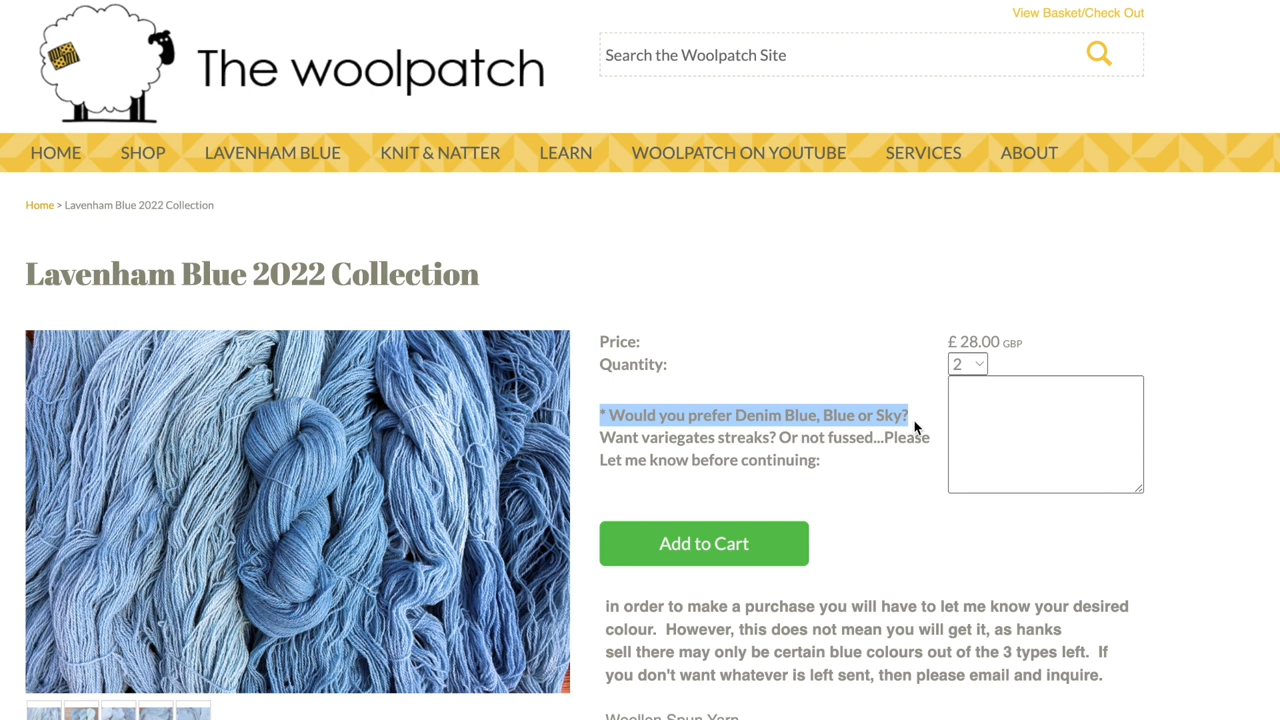 View Basket/Check Out
The woolpatch
Search the Woolpatch Site
HOME SHOP LAVENHAM BLUE KNIT & NATTER LEARN WOOLPATCH ON YOUTUBE SERVICES ABOUT
Home > Lavenham Blue 2022 Collection
Lavenham Blue 2022 Collection
Price: £ 28.00 GBP
Quantity: 2
* Would you prefer Denim Blue, Blue or Sky?
Want variegates streaks? Or not fussed...Please
Let me know before continuing:
Add to Cart
in order to make a purchase you will have to let me know your desired
colour. However, this does not mean you will get it, as hanks
sell there may only be certain blue colours out of the 3 types left. If
you don't want whatever is left sent, then please email and inquire.
Woollen Spun Yarn